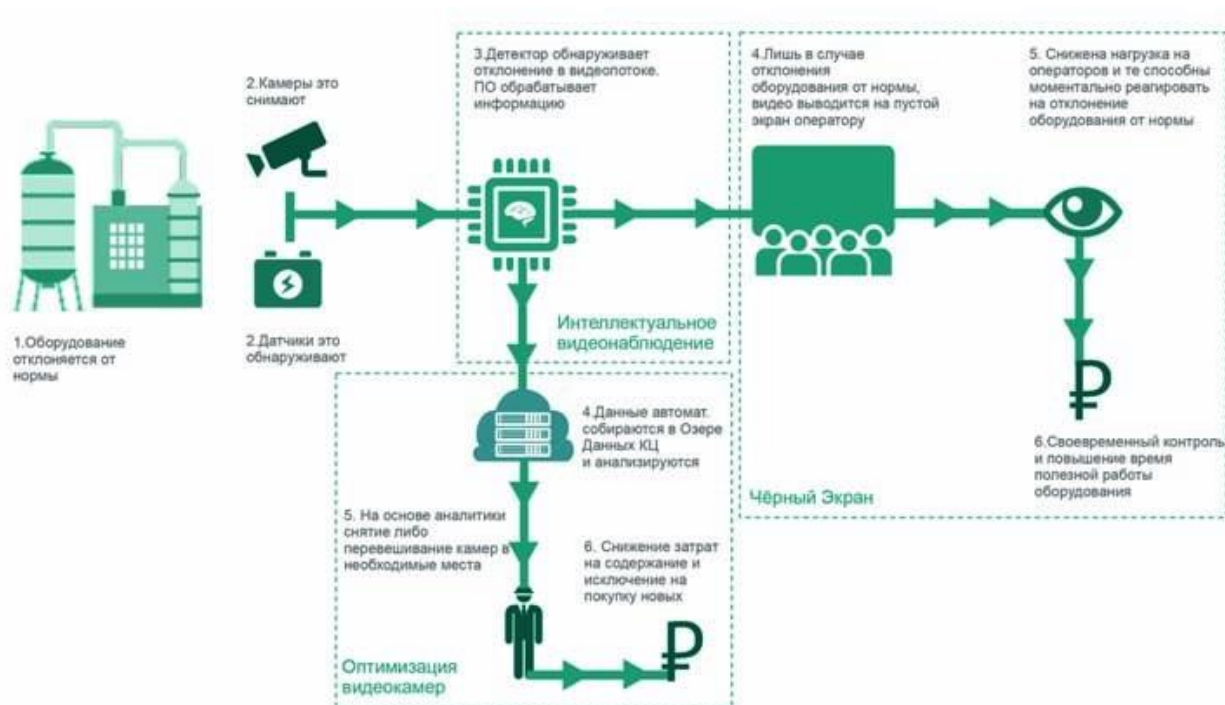 1.Оборудование
отклоняется от
нормы
2.Камеры это
снимают
2.Датчики это
обнаруживают
3.Детектор обнаруживает
отклонение в видеопотоке.
ПО обрабатывает
информацию
Интеллектуальное
видеонаблюдение
4.Лишь в случае
отклонения
оборудования от нормы,
видео выводится на пустой
экран оператору
5. Снижена нагрузка на
операторов и те способны
моментально реагировать
на отклонение
оборудования от нормы
6.Своевременный контроль
и повышение время
полезной работы
оборудования
Чёрный Экран
4.Данные автомат.
собираются в Озере
Данных КЦ
и анализируются
5. На основе аналитики
снятие либо
перевешивание камер в
необходимые места
6. Снижение затрат
на содержание и
исключение на
покупку новых
Оптимизация
видеокамер